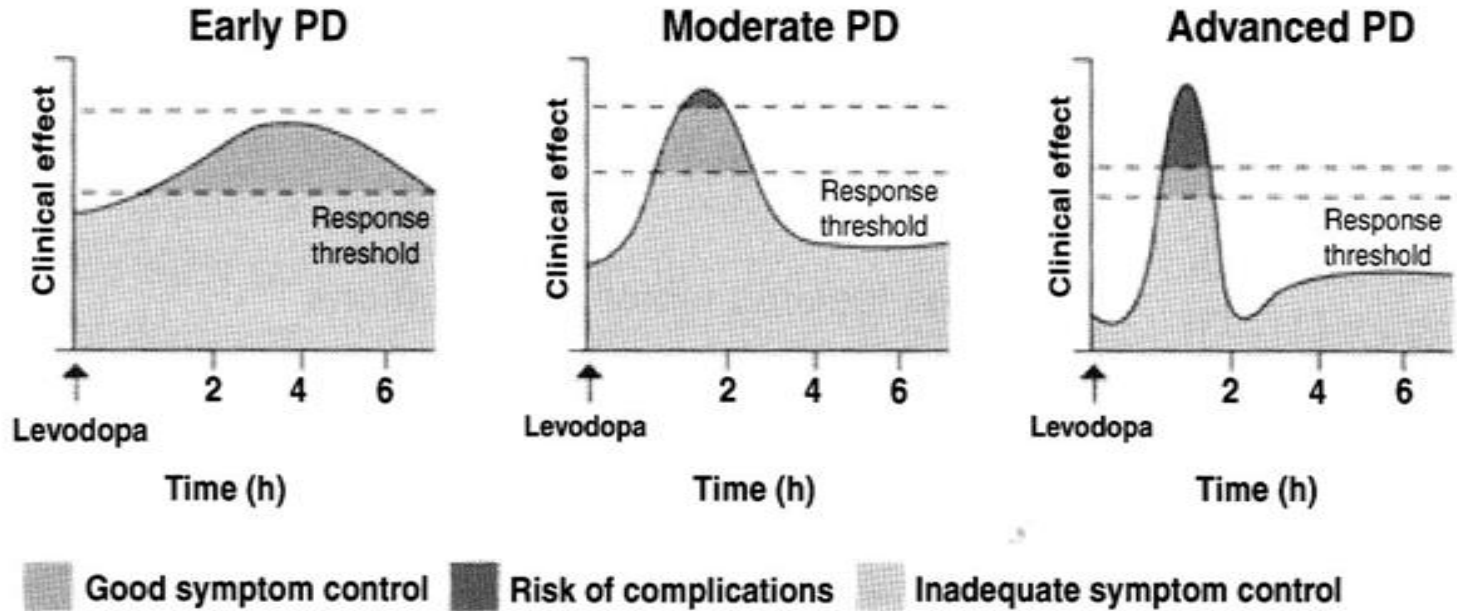 Early PD
Moderate PD
Advanced PD
Clinical effect
Response
threshold
2
4
6
Levodopa
Time (h)
Clinical effect
Response
threshold
2
4
6
Levodopa
Time (h)
Clinical effect
Response
threshold
2
4
6
Levodopa
Time (h)
Good symptom control
Risk of complications
Inadequate symptom control